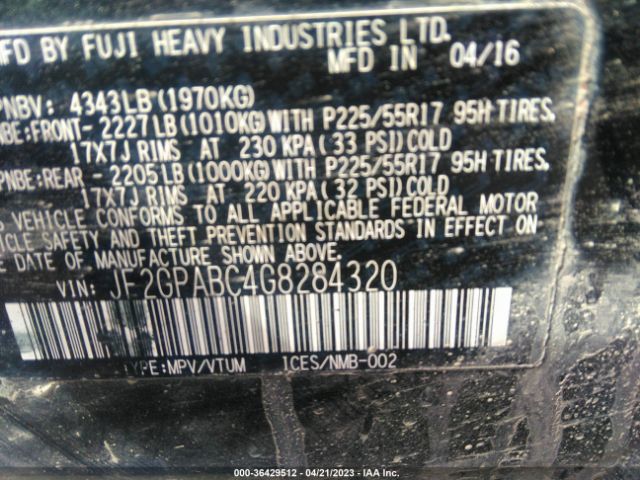 MFD BY FUJI HEAVY INDUSTRIES LTD.
MFD IN 04/16
PNBV: 4343LB(1970KG)
PNBE:FRONT-2227LB(1010KG)WITH P225/55R17 95H TIRES,
17X7J RIMS AT 230 KPA(33 PSI)COLD
PNBE:REAR -2205LB(1000KG)WITH P225/55R17 95H TIRES,
17X7J RIMS AT 220 KPA(32 PSI)COLD
VEHICLE CONFORMS TO ALL APPLICABLE FEDERAL MOTOR
VEHICLE SAFETY AND THEFT PREVENTION STANDARDS IN EFFECT ON
DATE OF MANUFACTURE SHOWN ABOVE.
VIN: JF2GPABC4G8284320
TYPE:MPV/VTUM ICES/NMB-002
000-36429512 - 04/21/2023 - IAA Inc.